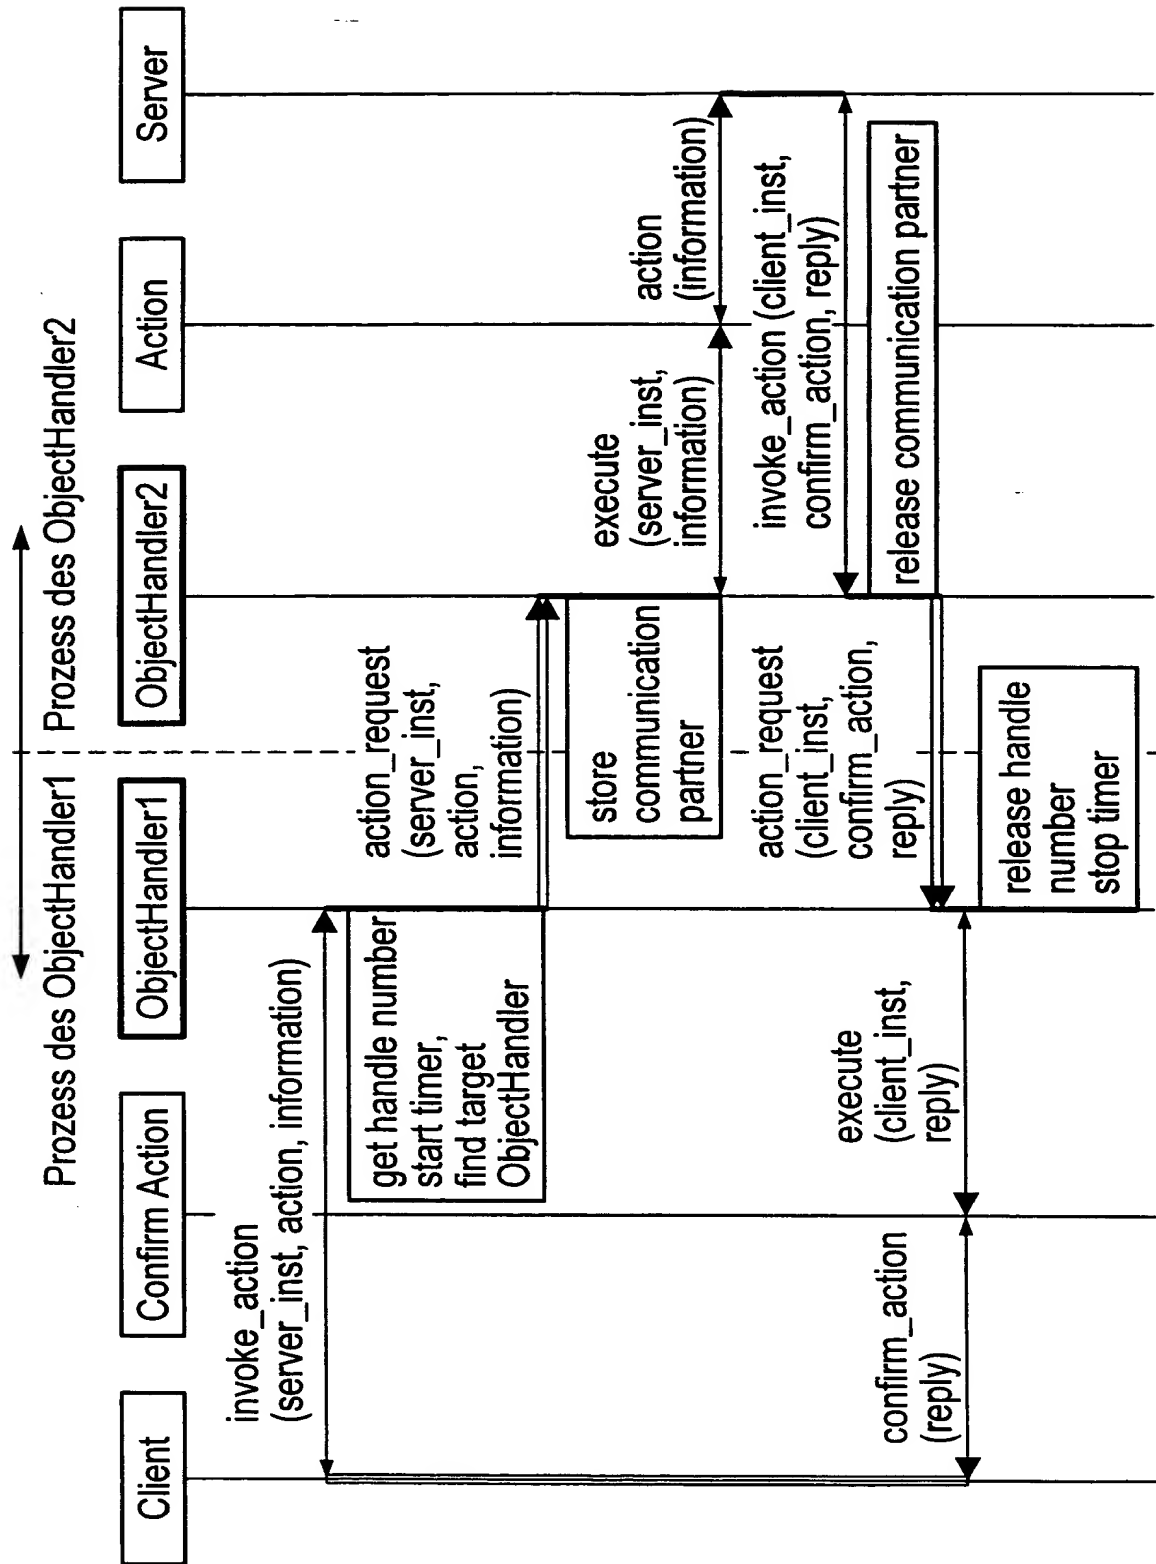 Prozess des ObjectHandler1
Prozess des ObjectHandler2
Client
Confirm Action
ObjectHandler1
ObjectHandler2
Action
Server
invoke_action
(server_inst, action, information)
get handle number
start timer,
find target
ObjectHandler
action_request
(server_inst,
action,
information)
store
communication
partner
execute
(server_inst,
information)
action
(information)
invoke_action (client_inst,
confirm_action, reply)
release communication partner
action_request
(client_inst,
confirm_action,
reply)
execute
(client_inst,
reply)
confirm_action
(reply)
release handle
number
stop timer